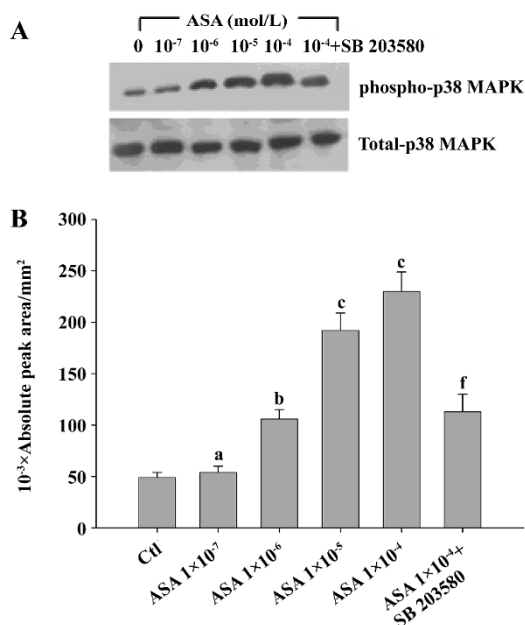 A
ASA (mol/L)
0 10⁻⁷ 10⁻⁶ 10⁻⁵ 10⁻⁴ 10⁻⁴+SB 203580
phospho-p38 MAPK
Total-p38 MAPK
B
10⁻³×Absolute peak area/mm²
300
250
200
150
100
50
0
a
b
c
c
f
Ctl
ASA 1×10⁻⁷
ASA 1×10⁻⁶
ASA 1×10⁻⁵
ASA 1×10⁻⁴
ASA 1×10⁻⁴+
SB 203580